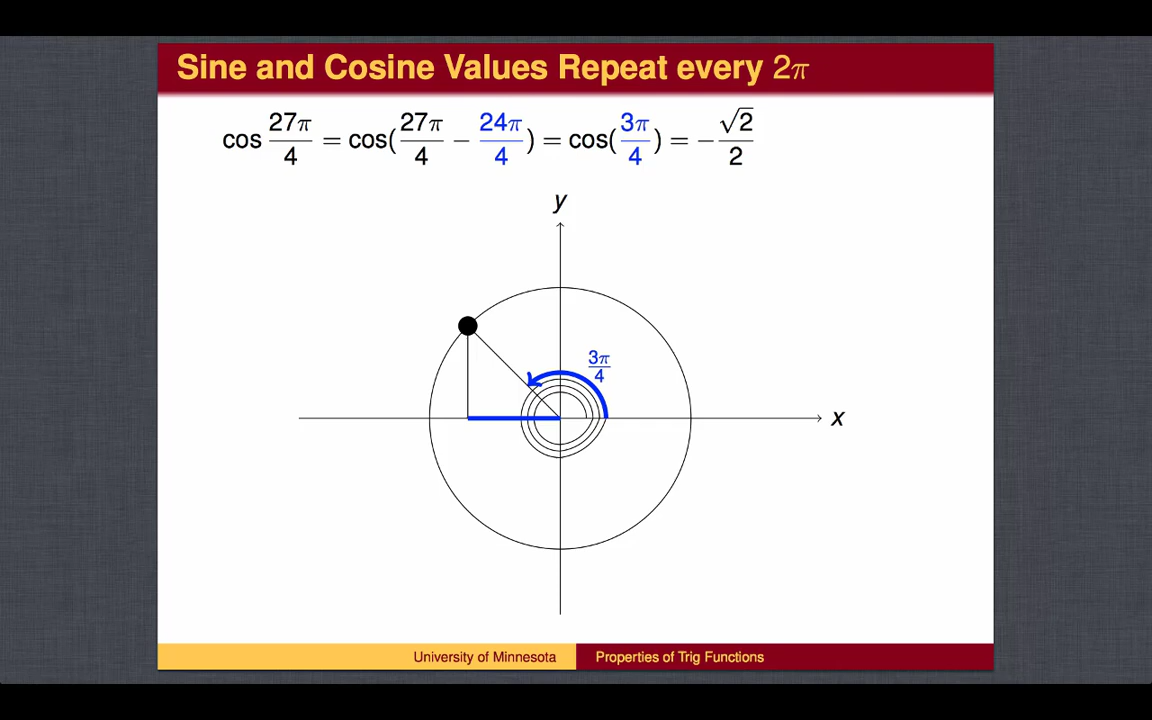 Sine and Cosine Values Repeat every 2π
cos 27π/4 = cos(27π/4 − 24π/4) = cos(3π/4) = −√2/2
y
3π/4
x
University of Minnesota
Properties of Trig Functions